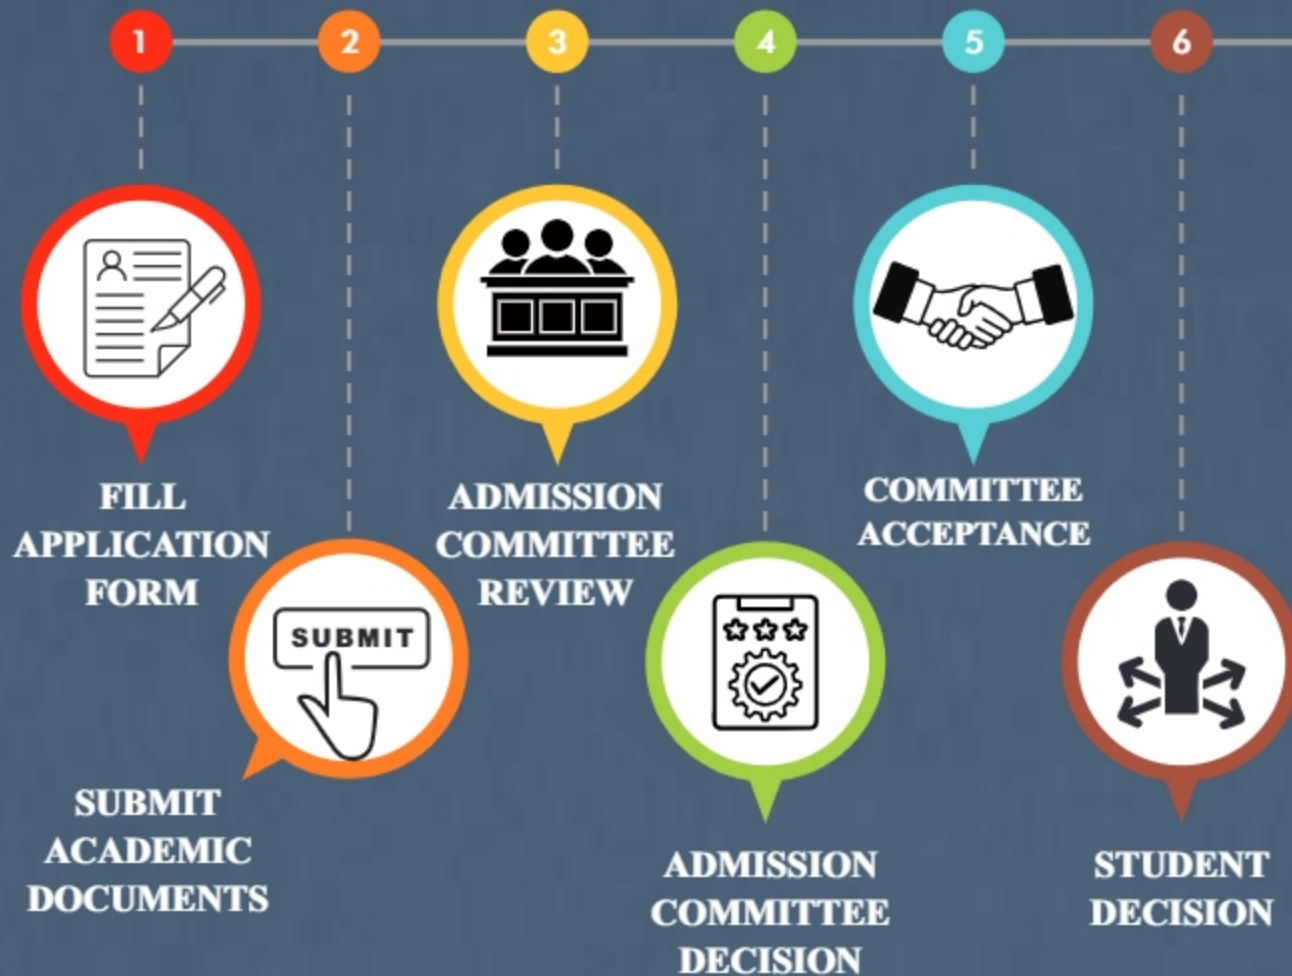 1
2
3
4
5
6
FILL
APPLICATION
FORM
SUBMIT
SUBMIT
ACADEMIC
DOCUMENTS
ADMISSION
COMMITTEE
REVIEW
ADMISSION
COMMITTEE
DECISION
COMMITTEE
ACCEPTANCE
STUDENT
DECISION